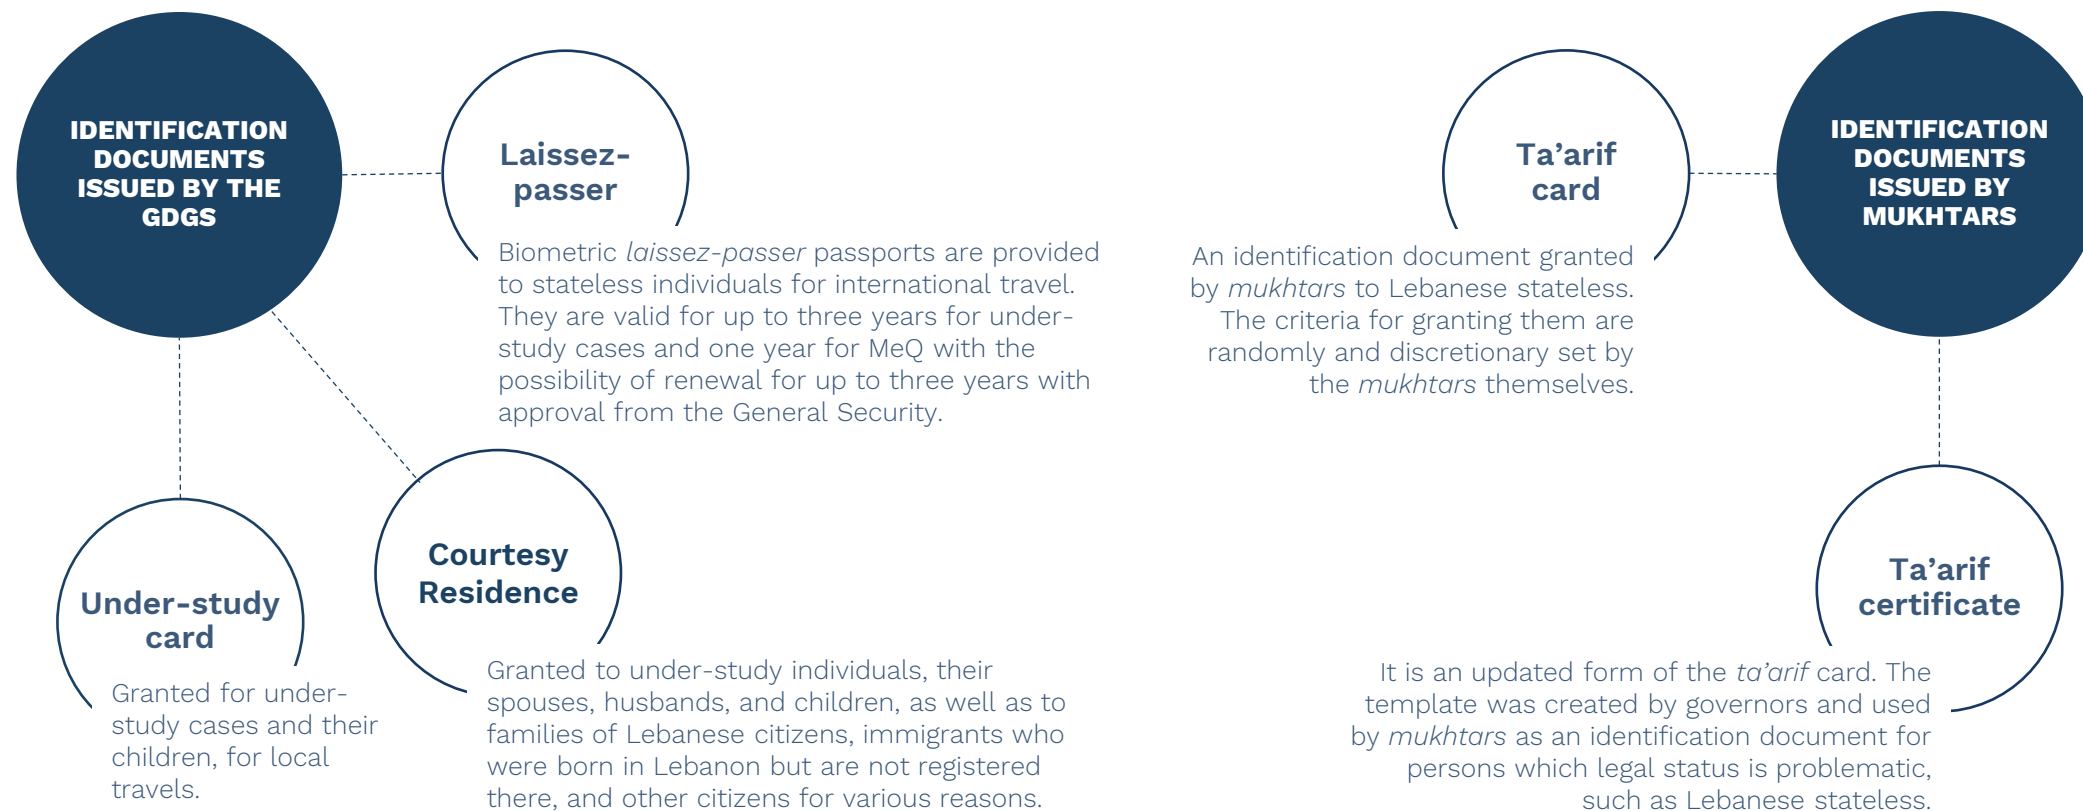 IDENTIFICATION
DOCUMENTS
ISSUED BY THE
GDGS
Laissez-
passer
Biometric laissez-passer passports are provided
to stateless individuals for international travel.
They are valid for up to three years for under-
study cases and one year for MeQ with the
possibility of renewal for up to three years with
approval from the General Security.
Courtesy
Residence
Granted to under-study individuals, their
spouses, husbands, and children, as well as to
families of Lebanese citizens, immigrants who
were born in Lebanon but are not registered
there, and other citizens for various reasons.
Under-study
card
Granted for under-
study cases and their
children, for local
travels.
IDENTIFICATION
DOCUMENTS
ISSUED BY
MUKHTARS
Ta’arif
card
An identification document granted
by mukhtars to Lebanese stateless.
The criteria for granting them are
randomly and discretionary set by
the mukhtars themselves.
Ta’arif
certificate
It is an updated form of the ta’arif card. The
template was created by governors and used
by mukhtars as an identification document for
persons which legal status is problematic,
such as Lebanese stateless.